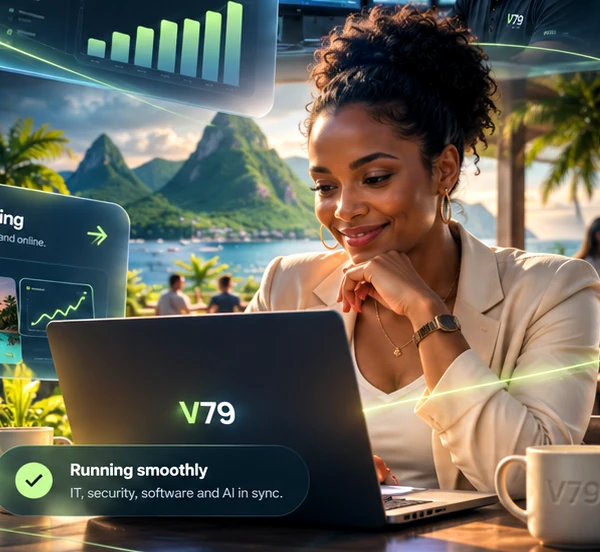 V79
ing
and online.
V79
Running smoothly
IT, security, software and AI in sync.
V79